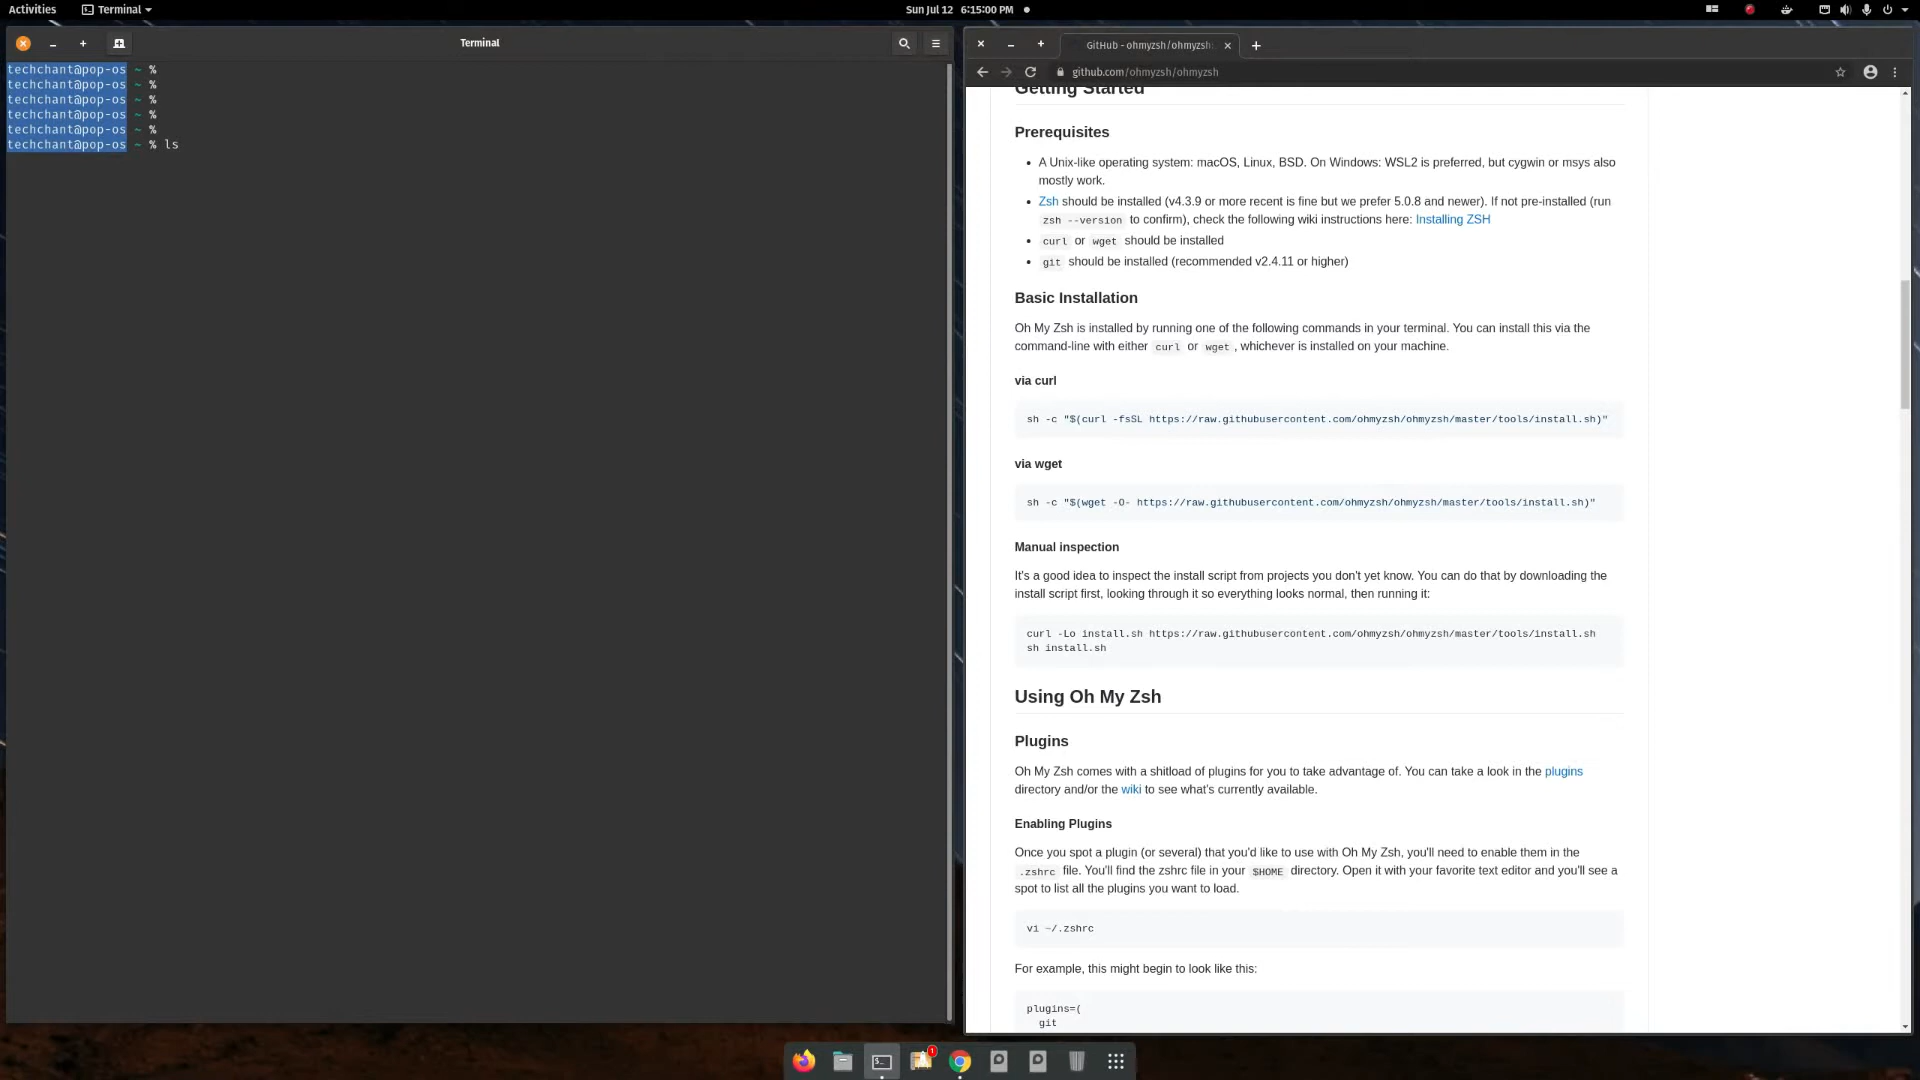 Activities
Terminal
Sun Jul 12 6:15:00 PM
Terminal
techchant@pop-os ~ %
techchant@pop-os ~ %
techchant@pop-os ~ %
techchant@pop-os ~ %
techchant@pop-os ~ %
techchant@pop-os ~ % ls
GitHub - ohmyzsh/ohmyzsh
github.com/ohmyzsh/ohmyzsh
Getting Started
Prerequisites
A Unix-like operating system: macOS, Linux, BSD. On Windows: WSL2 is preferred, but cygwin or msys also
mostly work.
Zsh should be installed (v4.3.9 or more recent is fine but we prefer 5.0.8 and newer). If not pre-installed (run
zsh --version to confirm), check the following wiki instructions here: Installing ZSH
curl or wget should be installed
git should be installed (recommended v2.4.11 or higher)
Basic Installation
Oh My Zsh is installed by running one of the following commands in your terminal. You can install this via the
command-line with either curl or wget, whichever is installed on your machine.
via curl
sh -c "$(curl -fsSL https://raw.githubusercontent.com/ohmyzsh/ohmyzsh/master/tools/install.sh)"
via wget
sh -c "$(wget -O- https://raw.githubusercontent.com/ohmyzsh/ohmyzsh/master/tools/install.sh)"
Manual inspection
It's a good idea to inspect the install script from projects you don't yet know. You can do that by downloading the
install script first, looking through it so everything looks normal, then running it:
curl -Lo install.sh https://raw.githubusercontent.com/ohmyzsh/ohmyzsh/master/tools/install.sh
sh install.sh
Using Oh My Zsh
Plugins
Oh My Zsh comes with a shitload of plugins for you to take advantage of. You can take a look in the plugins
directory and/or the wiki to see what's currently available.
Enabling Plugins
Once you spot a plugin (or several) that you'd like to use with Oh My Zsh, you'll need to enable them in the
.zshrc file. You'll find the zshrc file in your $HOME directory. Open it with your favorite text editor and you'll see a
spot to list all the plugins you want to load.
vi ~/.zshrc
For example, this might begin to look like this:
plugins=(
git
1